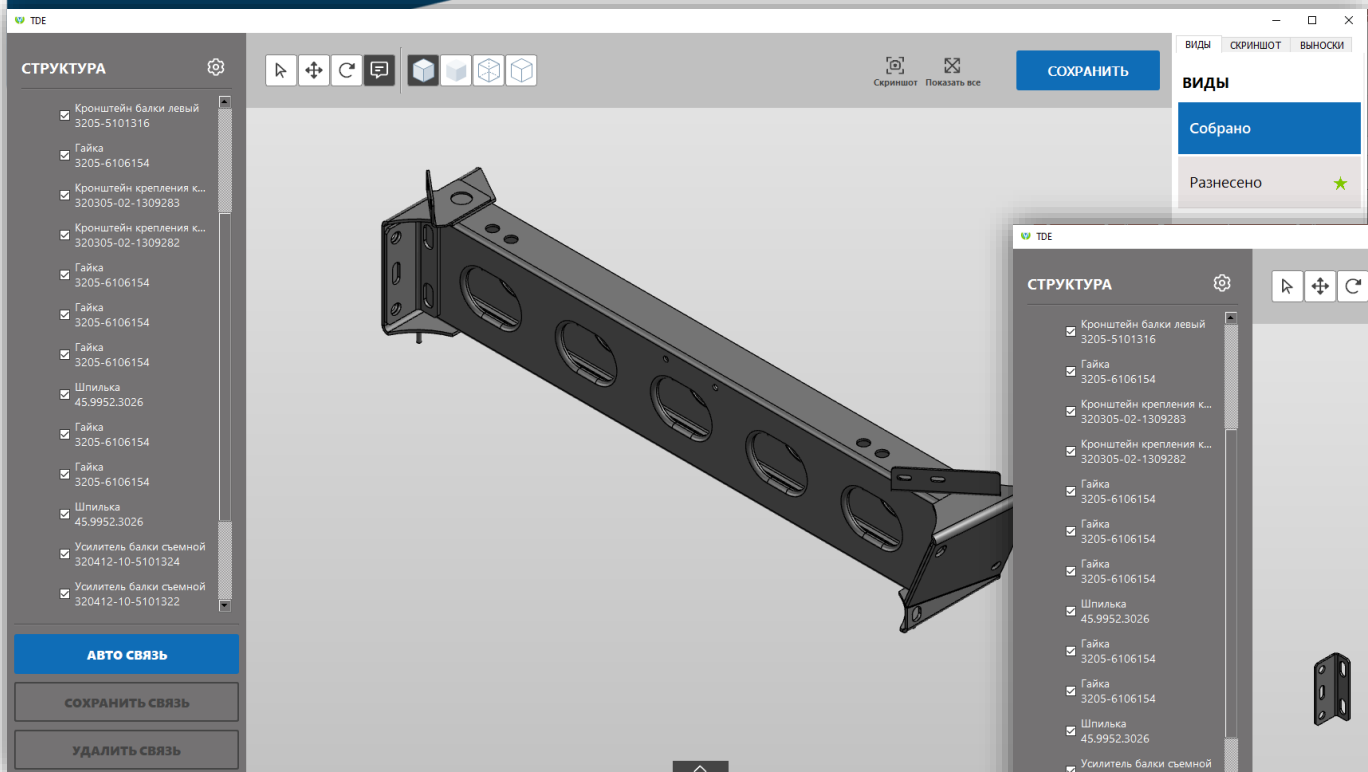 TDE
СТРУКТУРА
Кронштейн балки левый
3205-5101316
Гайка
3205-6106154
Кронштейн крепления к...
320305-02-1309283
Кронштейн крепления к...
320305-02-1309282
Гайка
3205-6106154
Гайка
3205-6106154
Гайка
3205-6106154
Шпилька
45.9952.3026
Гайка
3205-6106154
Гайка
3205-6106154
Шпилька
45.9952.3026
Усилитель балки съемной
320412-10-5101324
Усилитель балки съемной
320412-10-5101322
АВТО СВЯЗЬ
СОХРАНИТЬ СВЯЗЬ
УДАЛИТЬ СВЯЗЬ
Скриншот Показать все
СОХРАНИТЬ
ВИДЫ СКРИНШОТ ВЫНОСКИ
ВИДЫ
Собрано
Разнесено
TDE
СТРУКТУРА
Кронштейн балки левый
3205-5101316
Гайка
3205-6106154
Кронштейн крепления к...
320305-02-1309283
Кронштейн крепления к...
320305-02-1309282
Гайка
3205-6106154
Гайка
3205-6106154
Гайка
3205-6106154
Шпилька
45.9952.3026
Гайка
3205-6106154
Гайка
3205-6106154
Шпилька
45.9952.3026
Усилитель балки съемной